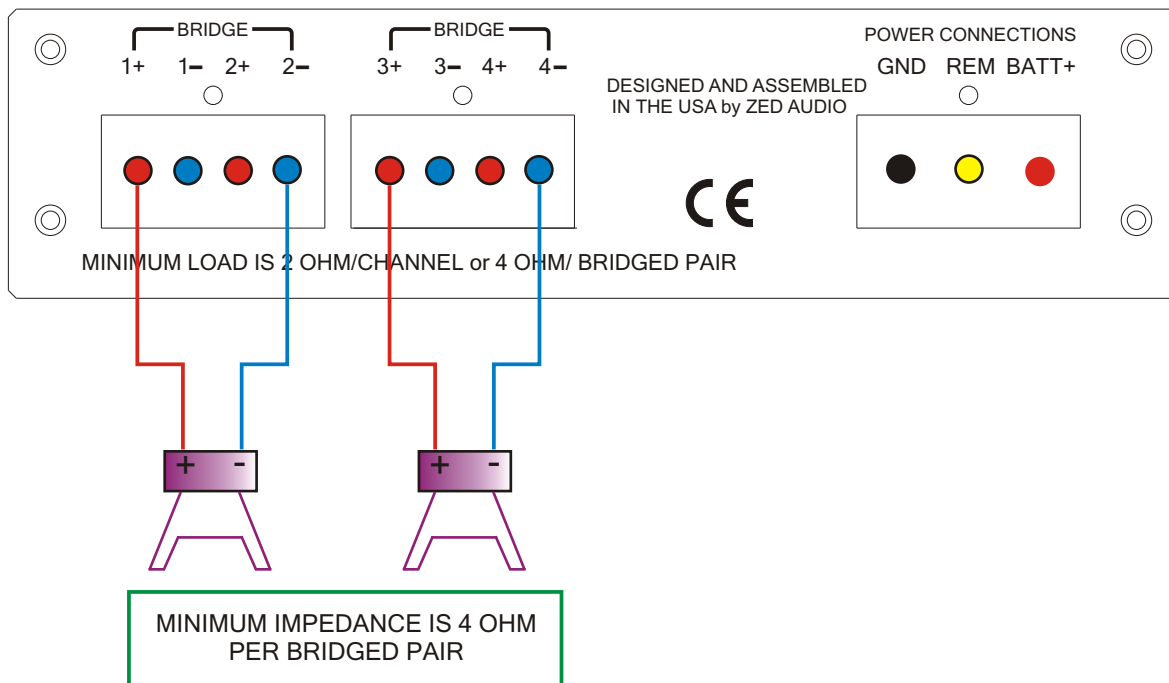 BRIDGE
1+ 1– 2+ 2–
BRIDGE
3+ 3– 4+ 4–
DESIGNED AND ASSEMBLED
IN THE USA by ZED AUDIO
CE
POWER CONNECTIONS
GND REM BATT+
MINIMUM LOAD IS 2 OHM/CHANNEL or 4 OHM/ BRIDGED PAIR
+ -
+ -
MINIMUM IMPEDANCE IS 4 OHM
PER BRIDGED PAIR